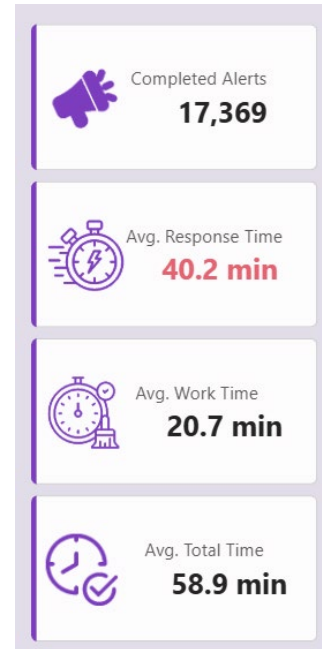 Completed Alerts
17,369
Avg. Response Time
40.2 min
Avg. Work Time
20.7 min
Avg. Total Time
58.9 min